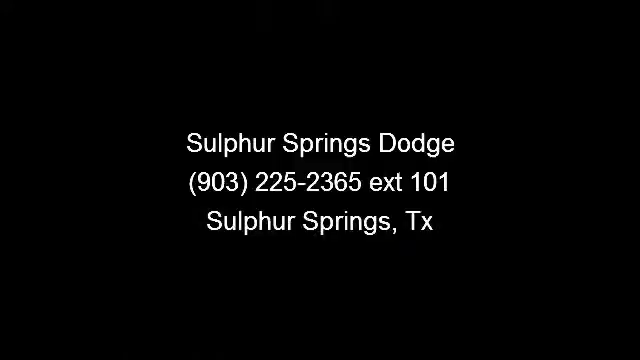 Sulphur Springs Dodge
(903) 225-2365 ext 101
Sulphur Springs, Tx